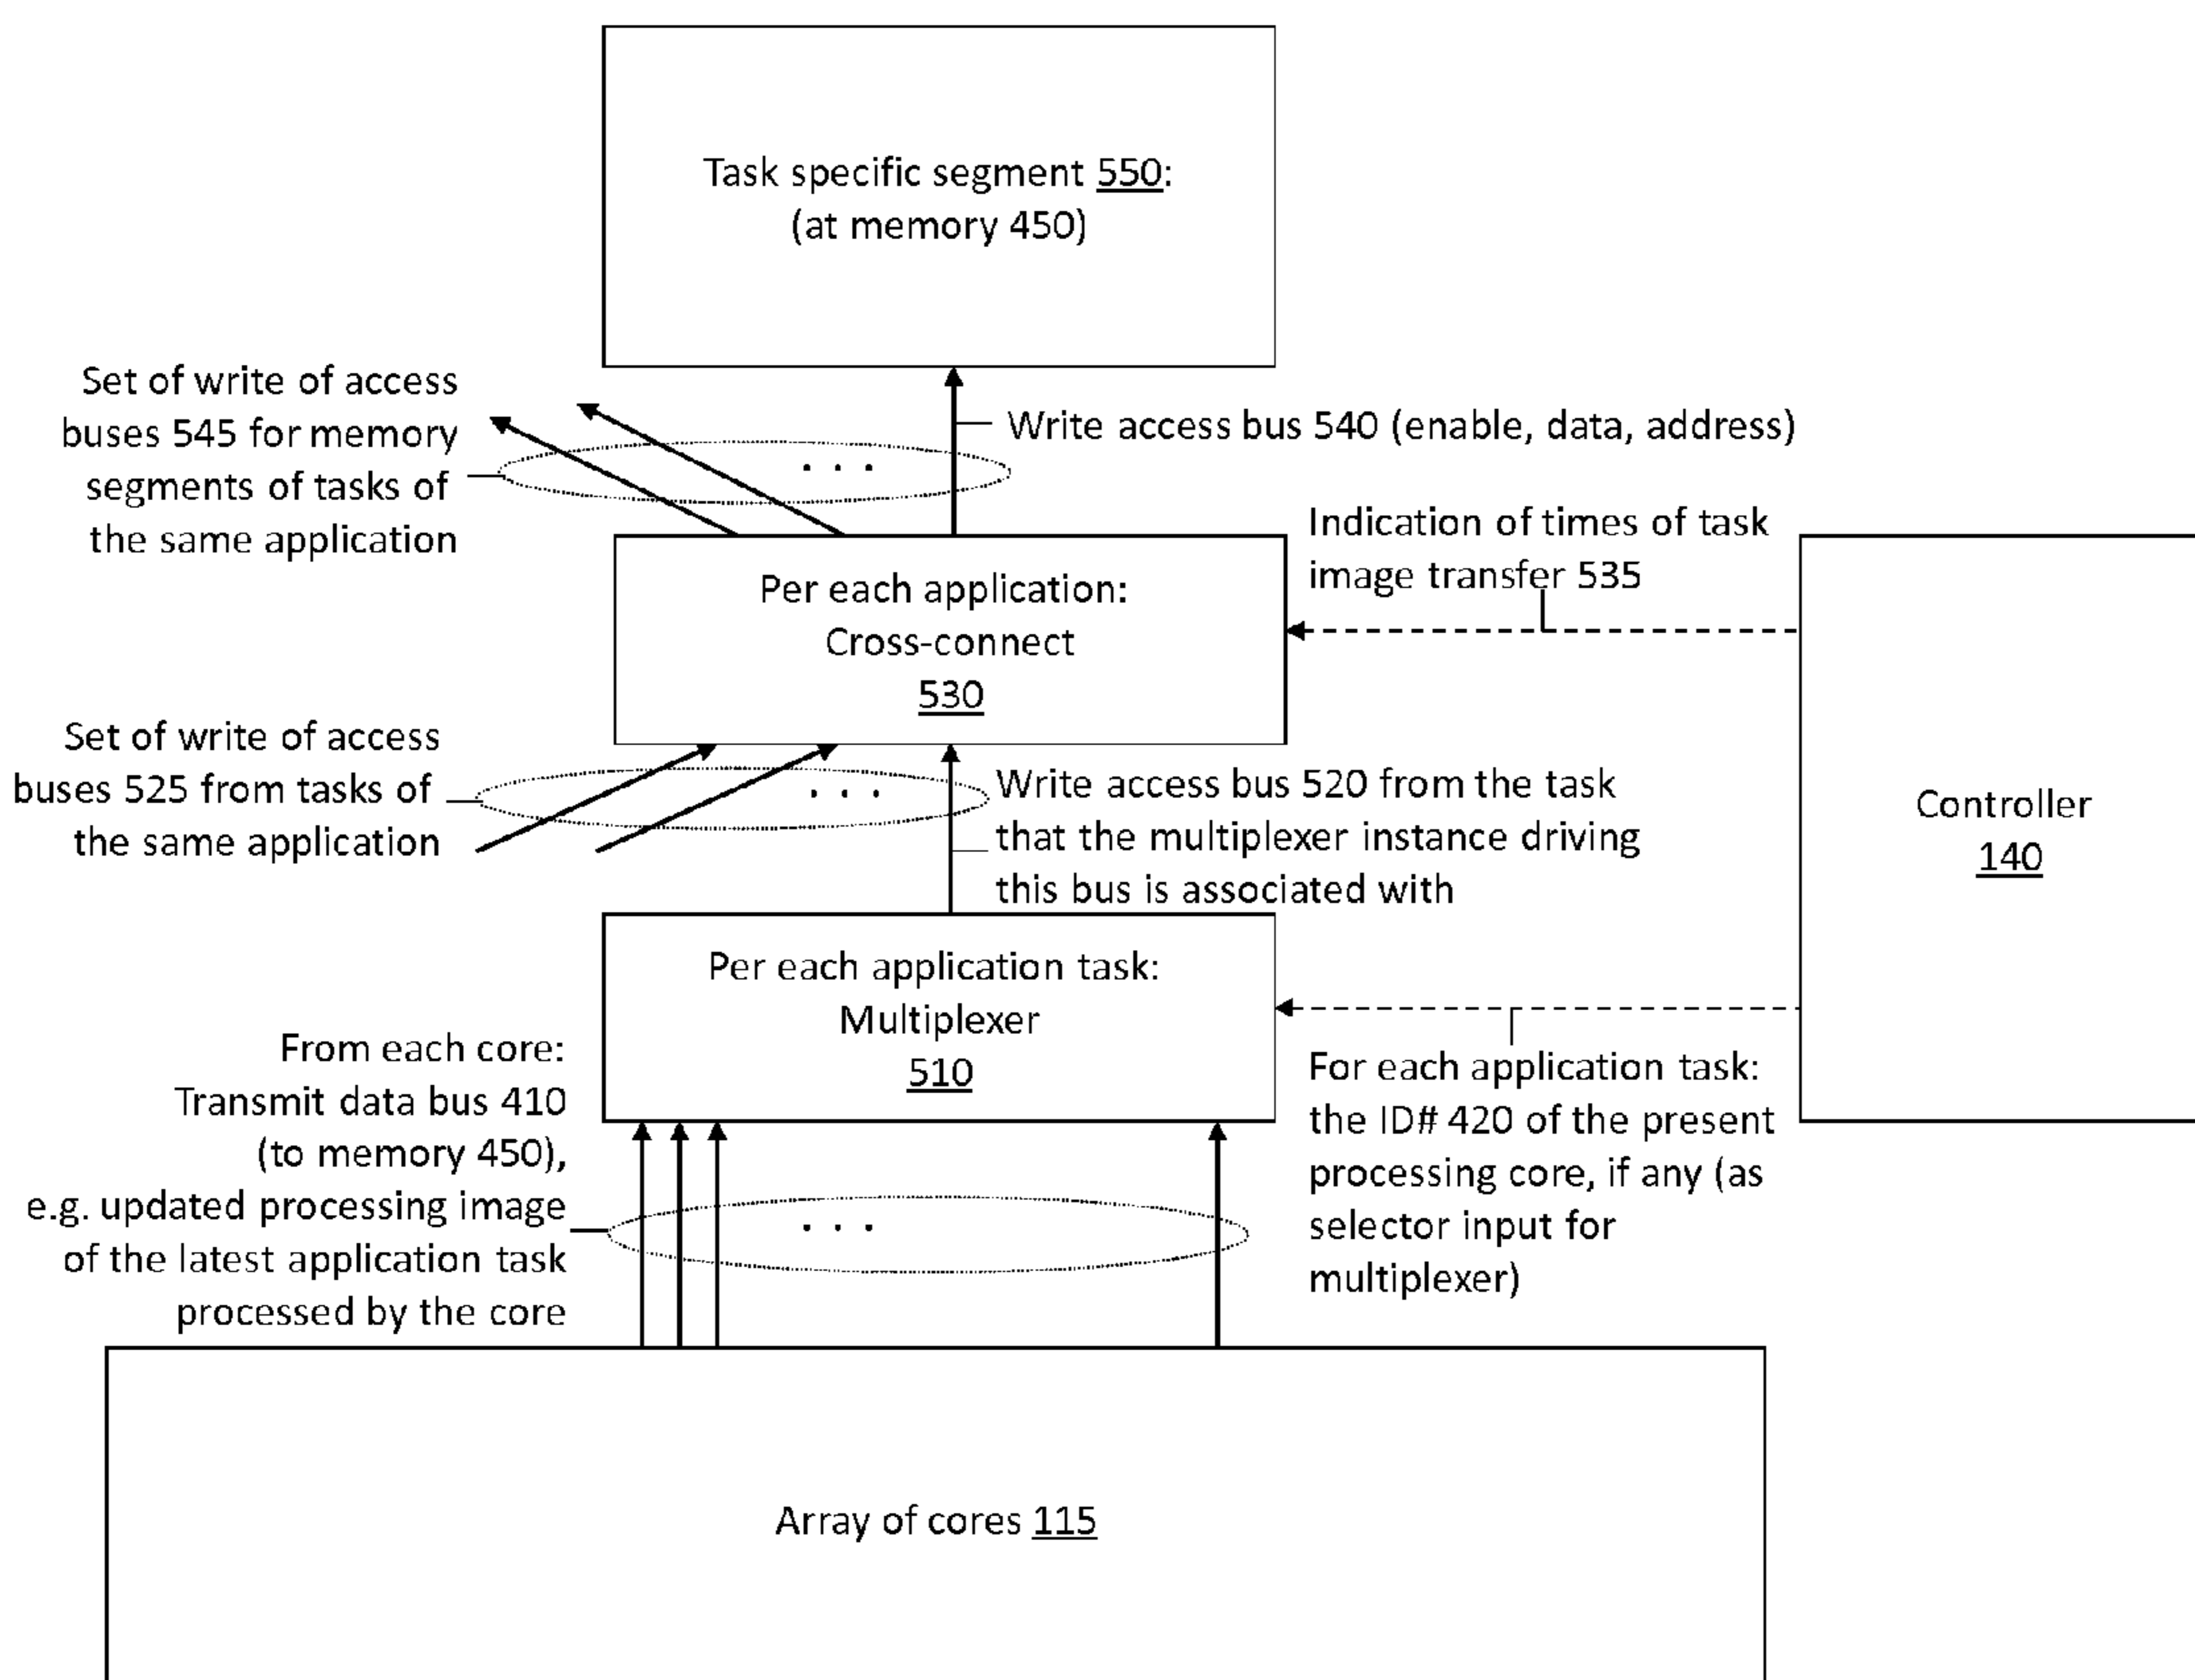 Task specific segment 550:
(at memory 450)
Set of write of access
buses 545 for memory
segments of tasks of
the same application
Write access bus 540 (enable, data, address)
. . .
Indication of times of task
image transfer 535
Per each application:
Cross-connect
530
Set of write of access
buses 525 from tasks of
the same application
. . .
Write access bus 520 from the task
that the multiplexer instance driving
this bus is associated with
Controller
140
Per each application task:
Multiplexer
510
From each core:
Transmit data bus 410
(to memory 450),
e.g. updated processing image
of the latest application task
processed by the core
. . .
For each application task:
the ID# 420 of the present
processing core, if any (as
selector input for
multiplexer)
Array of cores 115